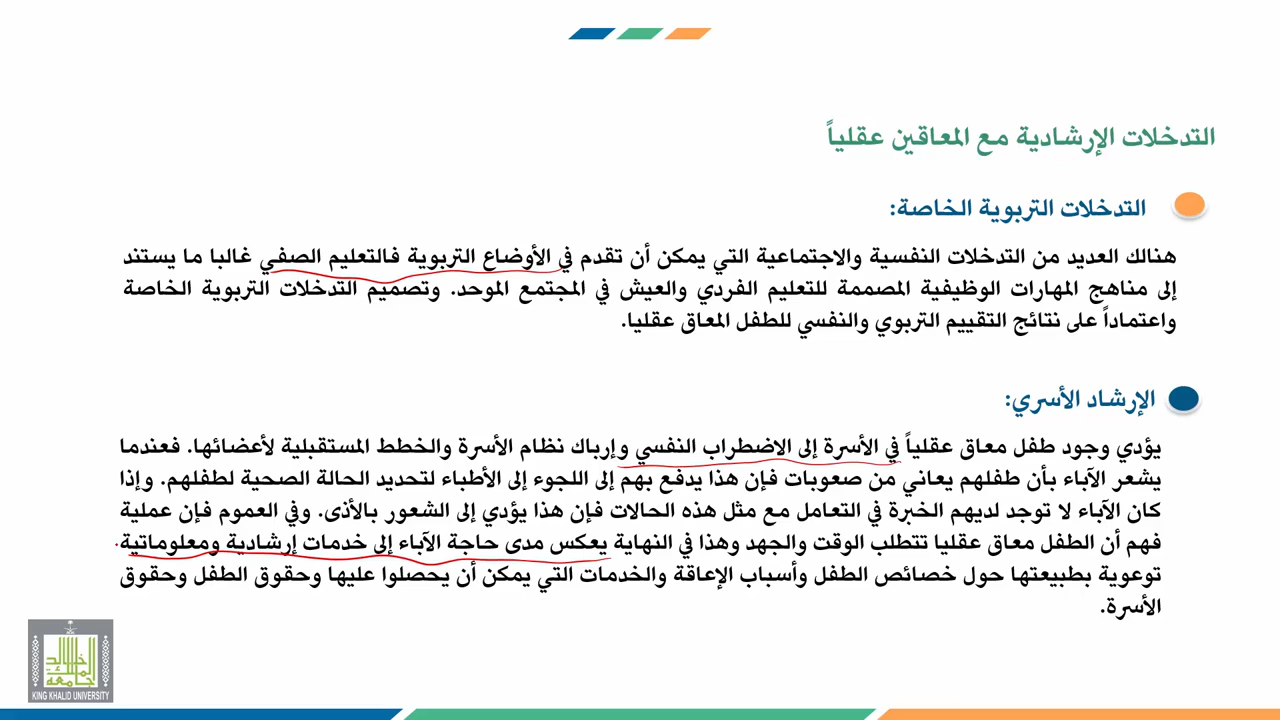 التدخلات الإرشادية مع المعاقين عقلياً
التدخلات التربوية الخاصة:
هنالك العديد من التدخلات النفسية والاجتماعية التي يمكن أن تقدم في الأوضاع التربوية فالتعليم الصفي غالبا ما يستند
إلى مناهج المهارات الوظيفية المصممة للتعليم الفردي والعيش في المجتمع الموحد. وتصميم التدخلات التربوية الخاصة
واعتماداً على نتائج التقييم التربوي والنفسي للطفل المعاق عقليا.
الإرشاد الأسري:
يؤدي وجود طفل معاق عقلياً في الأسرة إلى الاضطراب النفسي وإرباك نظام الأسرة والخطط المستقبلية لأعضائها. فعندما
يشعر الآباء بأن طفلهم يعاني من صعوبات فإن هذا يدفع بهم إلى اللجوء إلى الأطباء لتحديد الحالة الصحية لطفلهم. وإذا
كان الآباء لا توجد لديهم الخبرة في التعامل مع مثل هذه الحالات فإن هذا يؤدي إلى الشعور بالأذى. وفي العموم فإن عملية
فهم أن الطفل معاق عقليا تتطلب الوقت والجهد وهذا في النهاية يعكس مدى حاجة الآباء إلى خدمات إرشادية ومعلوماتية
توعوية بطبيعتها حول خصائص الطفل وأسباب الإعاقة والخدمات التي يمكن أن يحصلوا عليها وحقوق الطفل وحقوق
الأسرة.
جامعة الملك خالد
KING KHALID UNIVERSITY